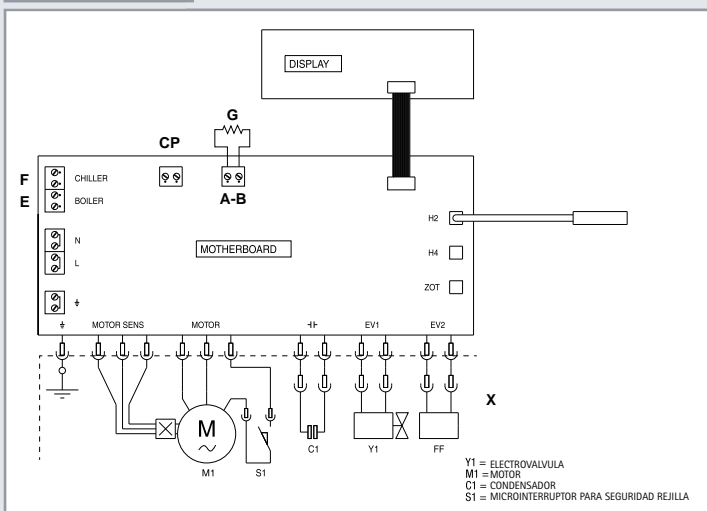 DISPLAY
G
CP
F
CHILLER
E
BOILER
A-B
H2
N
MOTHERBOARD
L
H4
ZOT
MOTOR SENS
MOTOR
EV1
EV2
X
M
C1
Y1
FF
M1
S1
Y1 = ELECTROVALVULA
M1 = MOTOR
C1 = CONDENSADOR
S1 = MICROINTERRUPTOR PARA SEGURIDAD REJILLA